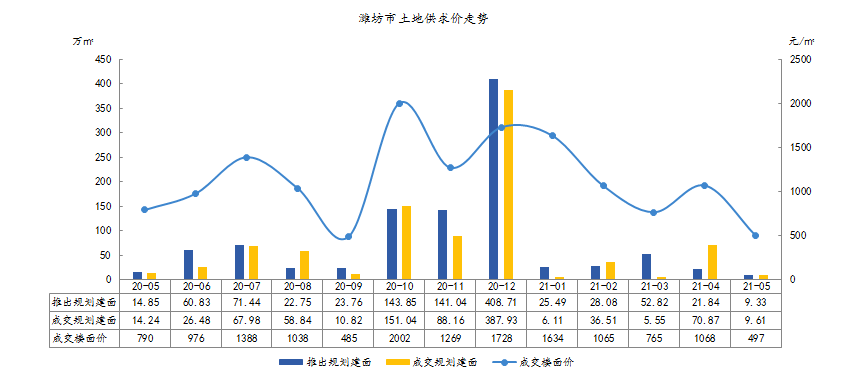 潍坊市土地供求价走势
万㎡ 元/㎡
450 2500
400
350 2000
300
250 1500
200
150 1000
100
50 500
0 0
20-05 20-06 20-07 20-08 20-09 20-10 20-11 20-12 21-01 21-02 21-03 21-04 21-05
推出规划建面 14.85 60.83 71.44 22.75 23.76 143.85 141.04 408.71 25.49 28.08 52.82 21.84 9.33
成交规划建面 14.24 26.48 67.98 58.84 10.82 151.04 88.16 387.93 6.11 36.51 5.55 70.87 9.61
成交楼面价 790 976 1388 1038 485 2002 1269 1728 1634 1065 765 1068 497
推出规划建面 成交规划建面 成交楼面价